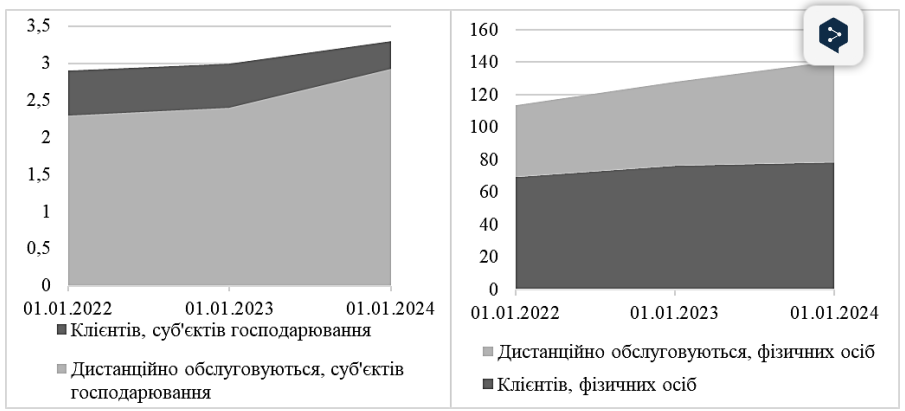 3,5
3
2,5
2
1,5
1
0,5
0
01.01.2022 01.01.2023 01.01.2024
Клієнтів, суб'єктів господарювання
Дистанційно обслуговуються, суб'єктів
господарювання
160
140
120
100
80
60
40
20
0
01.01.2022 01.01.2023 01.01.2024
Дистанційно обслуговуються, фізичних осіб
Клієнтів, фізичних осіб